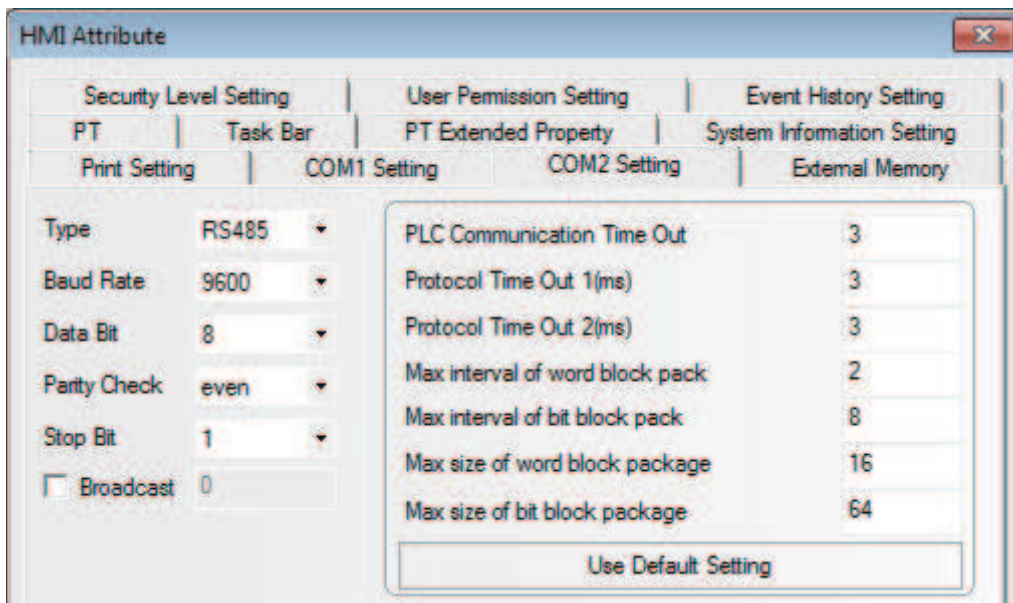 HMI Attribute
Security Level Setting
User Permission Setting
Event History Setting
PT
Task Bar
PT Extended Property
System Information Setting
Print Setting
COM1 Setting
COM2 Setting
External Memory
Type RS485
Baud Rate 9600
Data Bit 8
Parity Check even
Stop Bit 1
Broadcast 0
PLC Communication Time Out 3
Protocol Time Out 1(ms) 3
Protocol Time Out 2(ms) 3
Max interval of word block pack 2
Max interval of bit block pack 8
Max size of word block package 16
Max size of bit block package 64
Use Default Setting